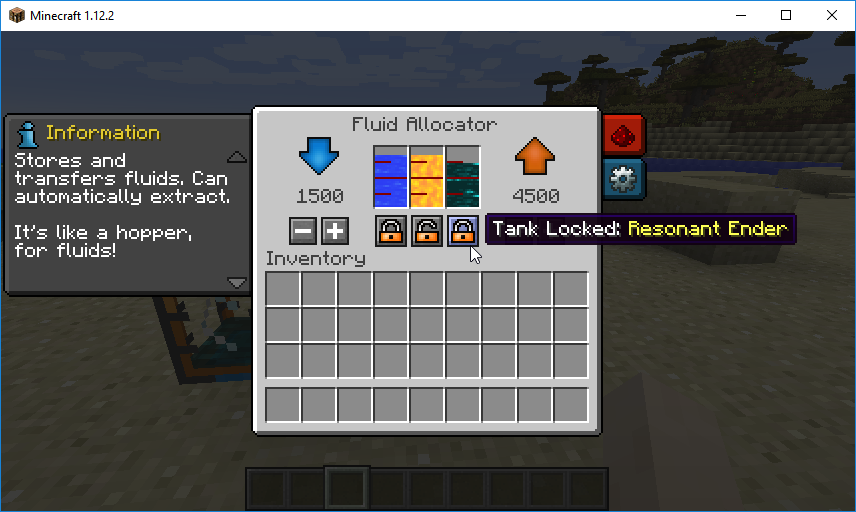 Minecraft 1.12.2
Information
Stores and
transfers fluids. Can
automatically extract.
It's like a hopper,
for fluids!
Fluid Allocator
1500
4500
Tank Locked: Resonant Ender
Inventory